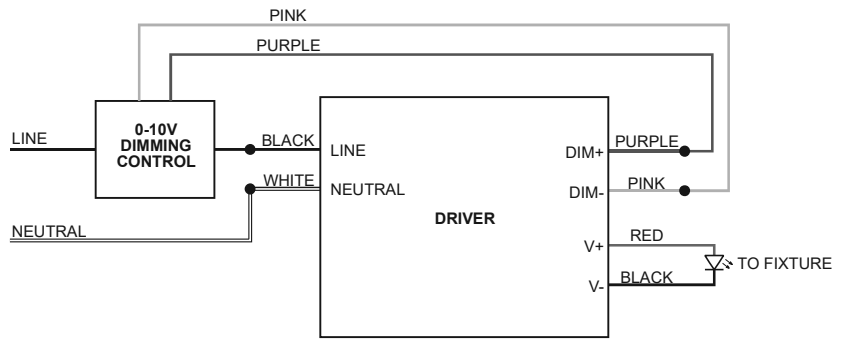 PINK
PURPLE
LINE
0-10V
DIMMING
CONTROL
BLACK
LINE
WHITE
NEUTRAL
NEUTRAL
DRIVER
DIM+
PURPLE
DIM-
PINK
V+
RED
TO FIXTURE
V-
BLACK